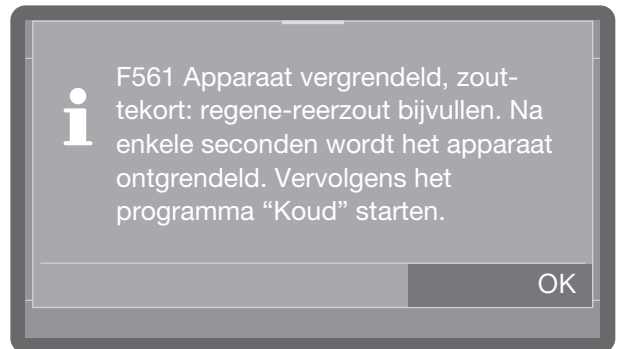 F561 Apparaat vergrendeld, zout-
tekort: regene-reerzout bijvullen. Na
enkele seconden wordt het apparaat
ontgrendeld. Vervolgens het
programma “Koud” starten.
OK